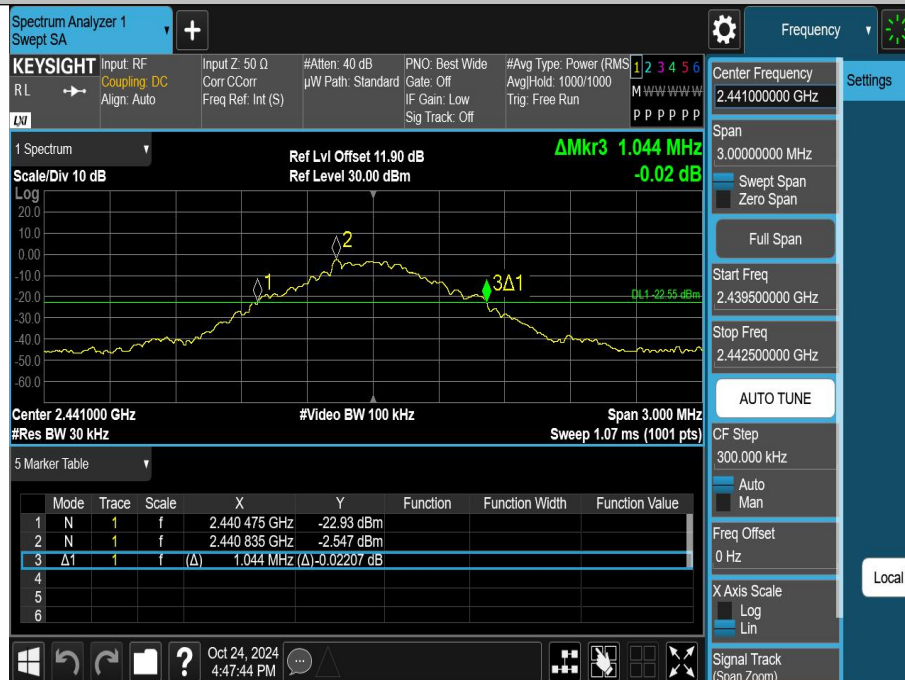 Spectrum Analyzer 1
Swept SA
+
Frequency
KEYSIGHT
RL
LXI
Input: RF
Coupling: DC
Align: Auto
Input Z: 50 Ω
Corr CCorr
Freq Ref: Int (S)
#Atten: 40 dB
µW Path: Standard
PNO: Best Wide
Gate: Off
IF Gain: Low
Sig Track: Off
#Avg Type: Power (RMS
Avg|Hold: 1000/1000
Trig: Free Run
1 2 3 4 5 6
M W W W W W
P P P P P P
1 Spectrum
Scale/Div 10 dB
Ref Lvl Offset 11.90 dB
Ref Level 30.00 dBm
ΔMkr3 1.044 MHz
-0.02 dB
Log
20.0
10.0
0.00
-10.0
-20.0
-30.0
-40.0
-50.0
-60.0
1
2
3Δ1
DL1 -22.55 dBm
Center 2.441000 GHz
#Res BW 30 kHz
#Video BW 100 kHz
Span 3.000 MHz
Sweep 1.07 ms (1001 pts)
5 Marker Table
Mode Trace Scale X Y Function Function Width Function Value
1 N 1 f 2.440 475 GHz -22.93 dBm
2 N 1 f 2.440 835 GHz -2.547 dBm
3 Δ1 1 f (Δ) 1.044 MHz (Δ) -0.02207 dB
4
5
6
Oct 24, 2024
4:47:44 PM
?
Center Frequency
2.441000000 GHz
Span
3.00000000 MHz
Swept Span
Zero Span
Full Span
Start Freq
2.439500000 GHz
Stop Freq
2.442500000 GHz
AUTO TUNE
CF Step
300.000 kHz
Auto
Man
Freq Offset
0 Hz
X Axis Scale
Log
Lin
Signal Track
(Span Zoom)
Settings
Local